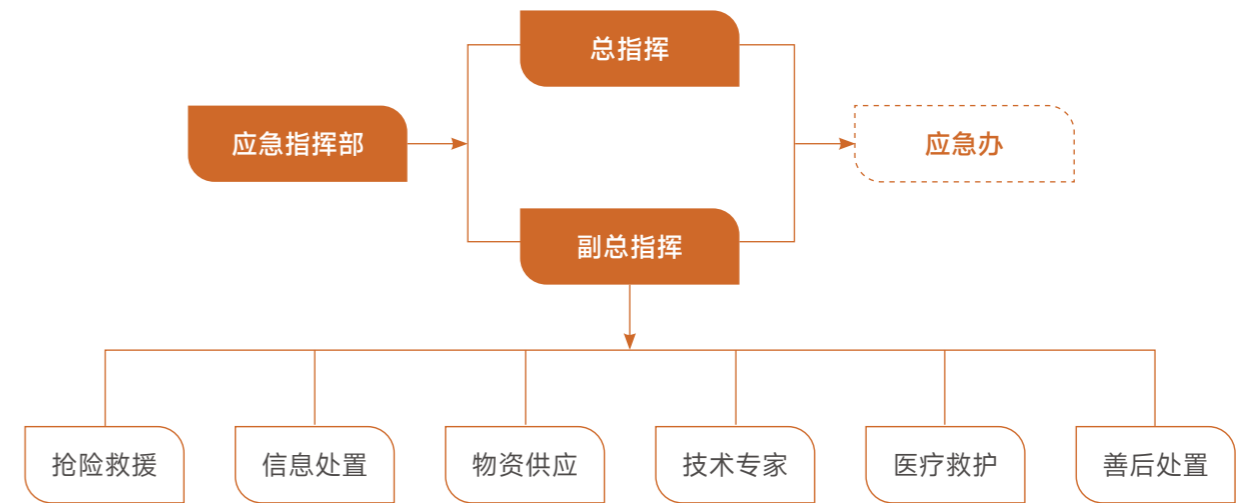 总指挥
应急指挥部
应急办
副总指挥
抢险救援
信息处置
物资供应
技术专家
医疗救护
善后处置